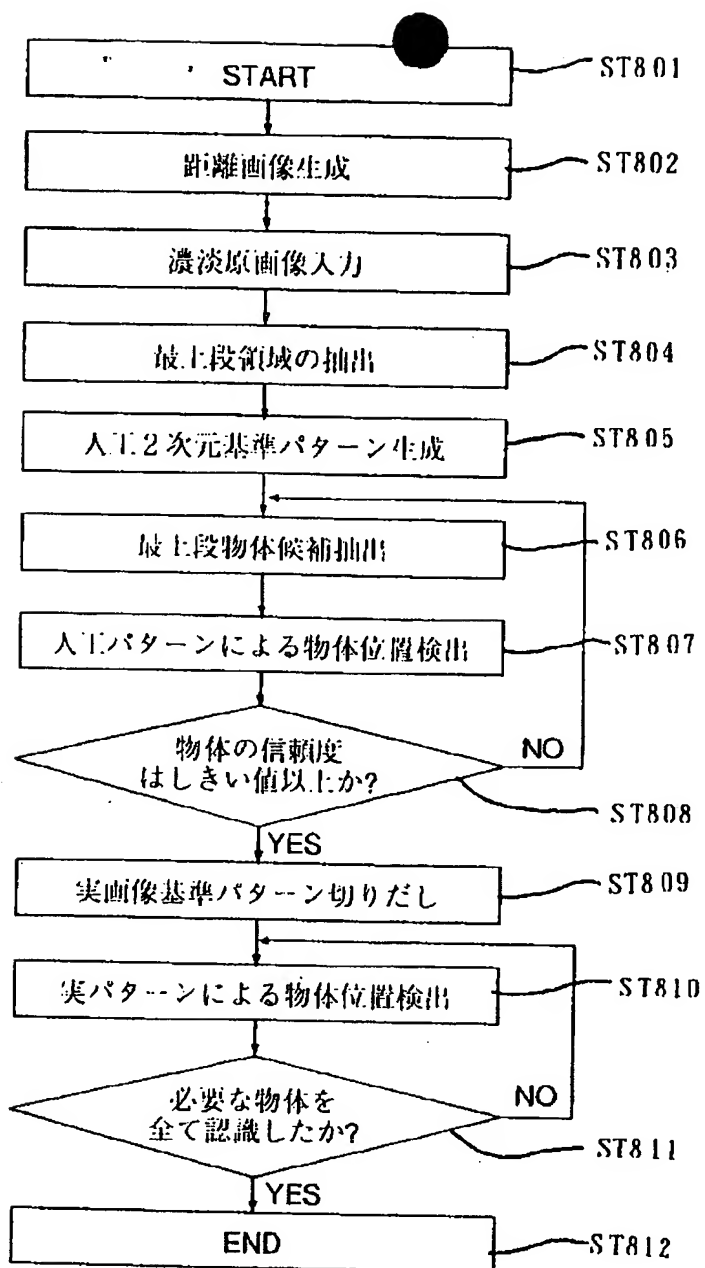 START
ST801
距離画像生成
ST802
濃淡原画像入力
ST803
最上段領域の抽出
ST804
人工2次元基準パターン生成
ST805
最上段物体候補抽出
ST806
人工パターンによる物体位置検出
ST807
物体の信頼度
はしきい値以上か?
NO
ST808
YES
実画像基準パターン切りだし
ST809
実パターンによる物体位置検出
ST810
必要な物体を
全て認識したか?
NO
ST811
YES
END
ST812